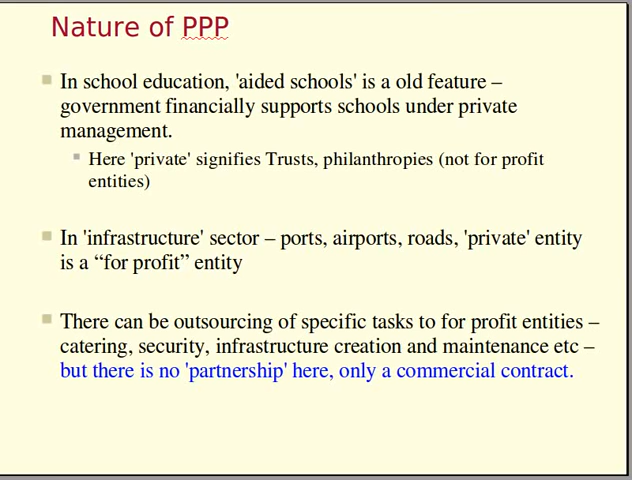 Nature of PPP
In school education, 'aided schools' is a old feature –
government financially supports schools under private
management.
Here 'private' signifies Trusts, philanthropies (not for profit
entities)
In 'infrastructure' sector – ports, airports, roads, 'private' entity
is a “for profit” entity
There can be outsourcing of specific tasks to for profit entities –
catering, security, infrastructure creation and maintenance etc –
but there is no 'partnership' here, only a commercial contract.